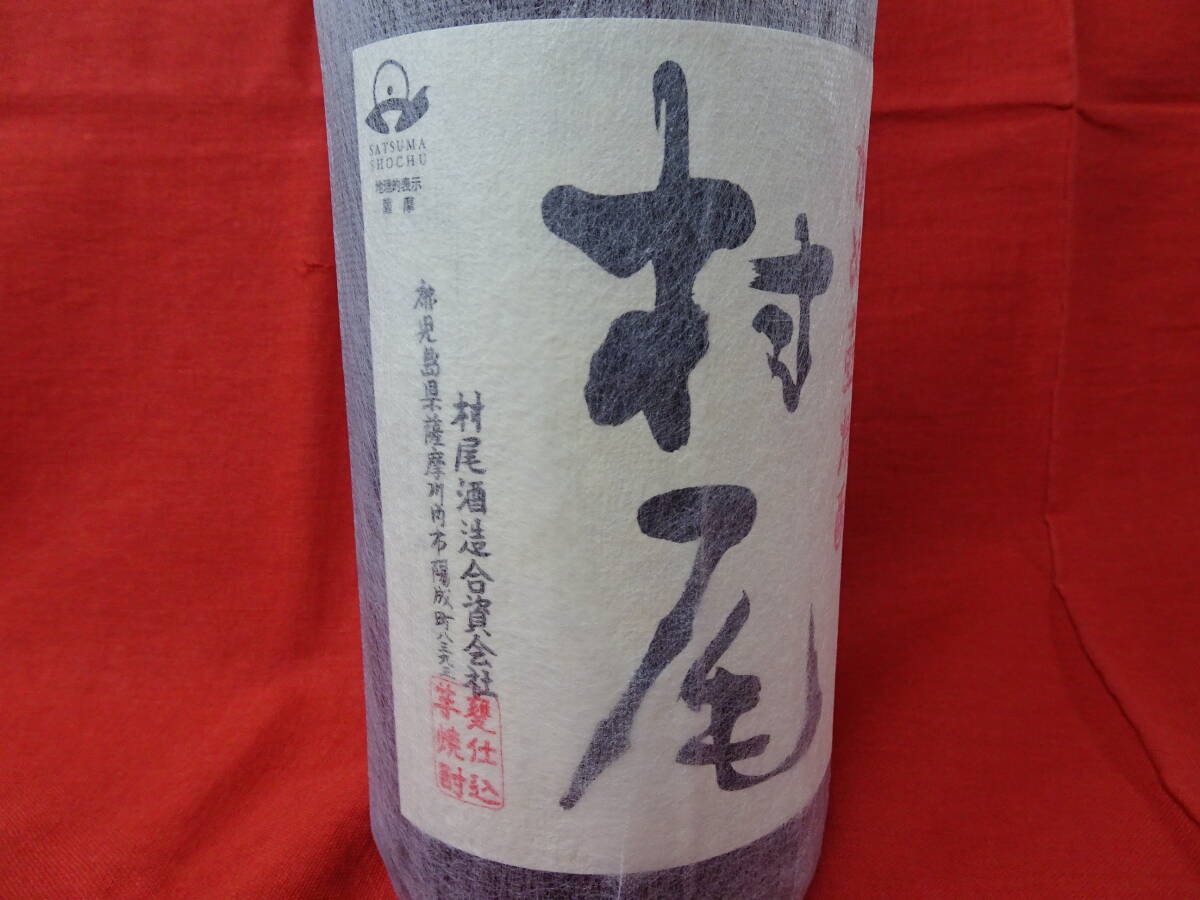 村尾
SATSUMA
SHOCHU
地理的表示
薩摩
村尾酒造合資会社
鹿児島県薩摩川内市陽成町八三九三
甕仕込
芋焼酎